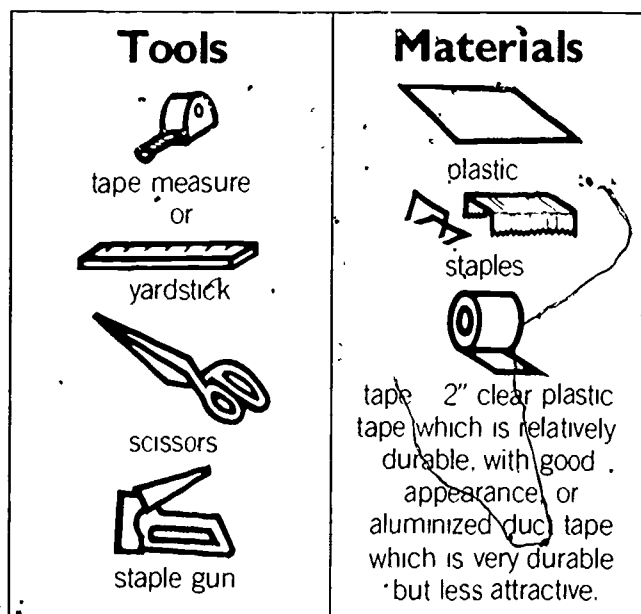 Tools
tape measure
or
yardstick
scissors
staple gun
Materials
plastic
staples
tape 2" clear plastic
tape which is relatively
durable, with good
appearance, or
aluminized duct tape
which is very durable
but less attractive.